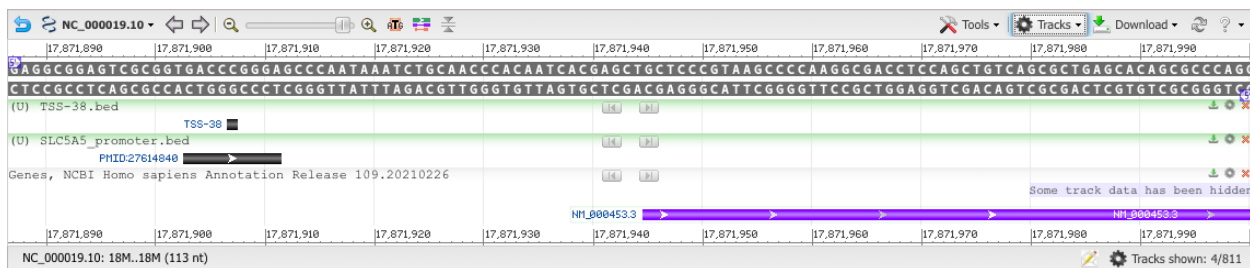 NC_000019.10 ATG Tools Tracks Download ?
17,871,890 17,871,900 17,871,910 17,871,920 17,871,930 17,871,940 17,871,950 17,871,960 17,871,970 17,871,980 17,871,990
GAGGCGGAGTCGCGGTGACCCGGGAGCCCAATAAATCTGCAACCCACAATCACGAGCTGCTCCCGTAAGCCCCAAGGCGACCTCCAGCTGTCAGCGCTGAGCACAGCGCCCAG
CTCCGCCTCAGCGCCACTGGGCCCTCGGGTTATTTAGACGTTGGGTGTTAGTGCTCGACGAGGGCATTCGGGGTTCCGCTGGAGGTCGACAGTCGCGACTCGTGTCGCGGGTC
(U) TSS-38.bed
TSS-38
(U) SLC5A5_promoter.bed
PMID:27614840
Genes, NCBI Homo sapiens Annotation Release 109.20210226
Some track data has been hidden
NM_000453.3 NM_000453.3
17,871,890 17,871,900 17,871,910 17,871,920 17,871,930 17,871,940 17,871,950 17,871,960 17,871,970 17,871,980 17,871,990
NC_000019.10: 18M..18M (113 nt) Tracks shown: 4/811